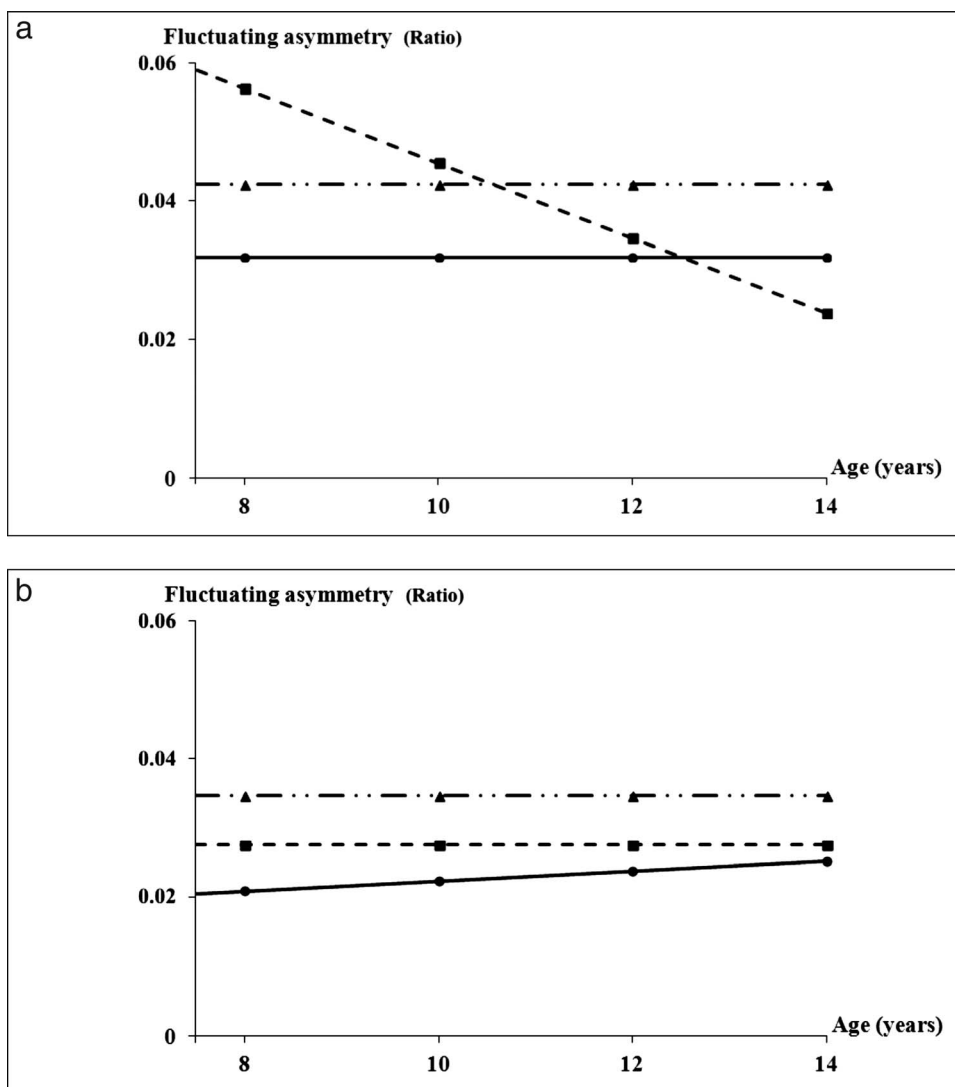 a
Fluctuating asymmetry (Ratio)
0.06
0.04
0.02
0
Age (years)
8 10 12 14
b
Fluctuating asymmetry (Ratio)
0.06
0.04
0.02
0
Age (years)
8 10 12 14